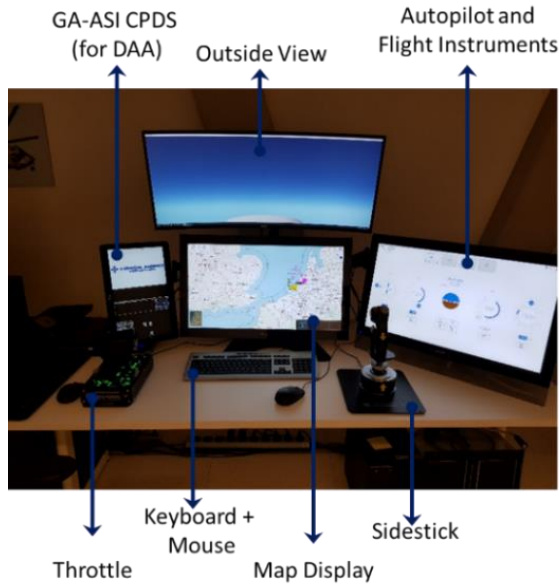 GA-ASI CPDS
(for DAA)
Outside View
Autopilot and
Flight Instruments
Keyboard +
Mouse
Sidestick
Throttle
Map Display